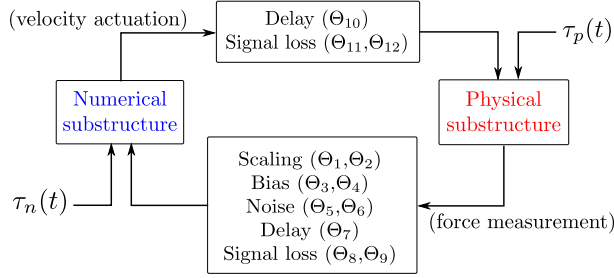 (velocity actuation)
Delay (Θ₁₀)
Signal loss (Θ₁₁,Θ₁₂)
τₚ(t)
Numerical
substructure
Physical
substructure
Scaling (Θ₁,Θ₂)
Bias (Θ₃,Θ₄)
Noise (Θ₅,Θ₆)
Delay (Θ₇)
Signal loss (Θ₈,Θ₉)
τₙ(t)
(force measurement)